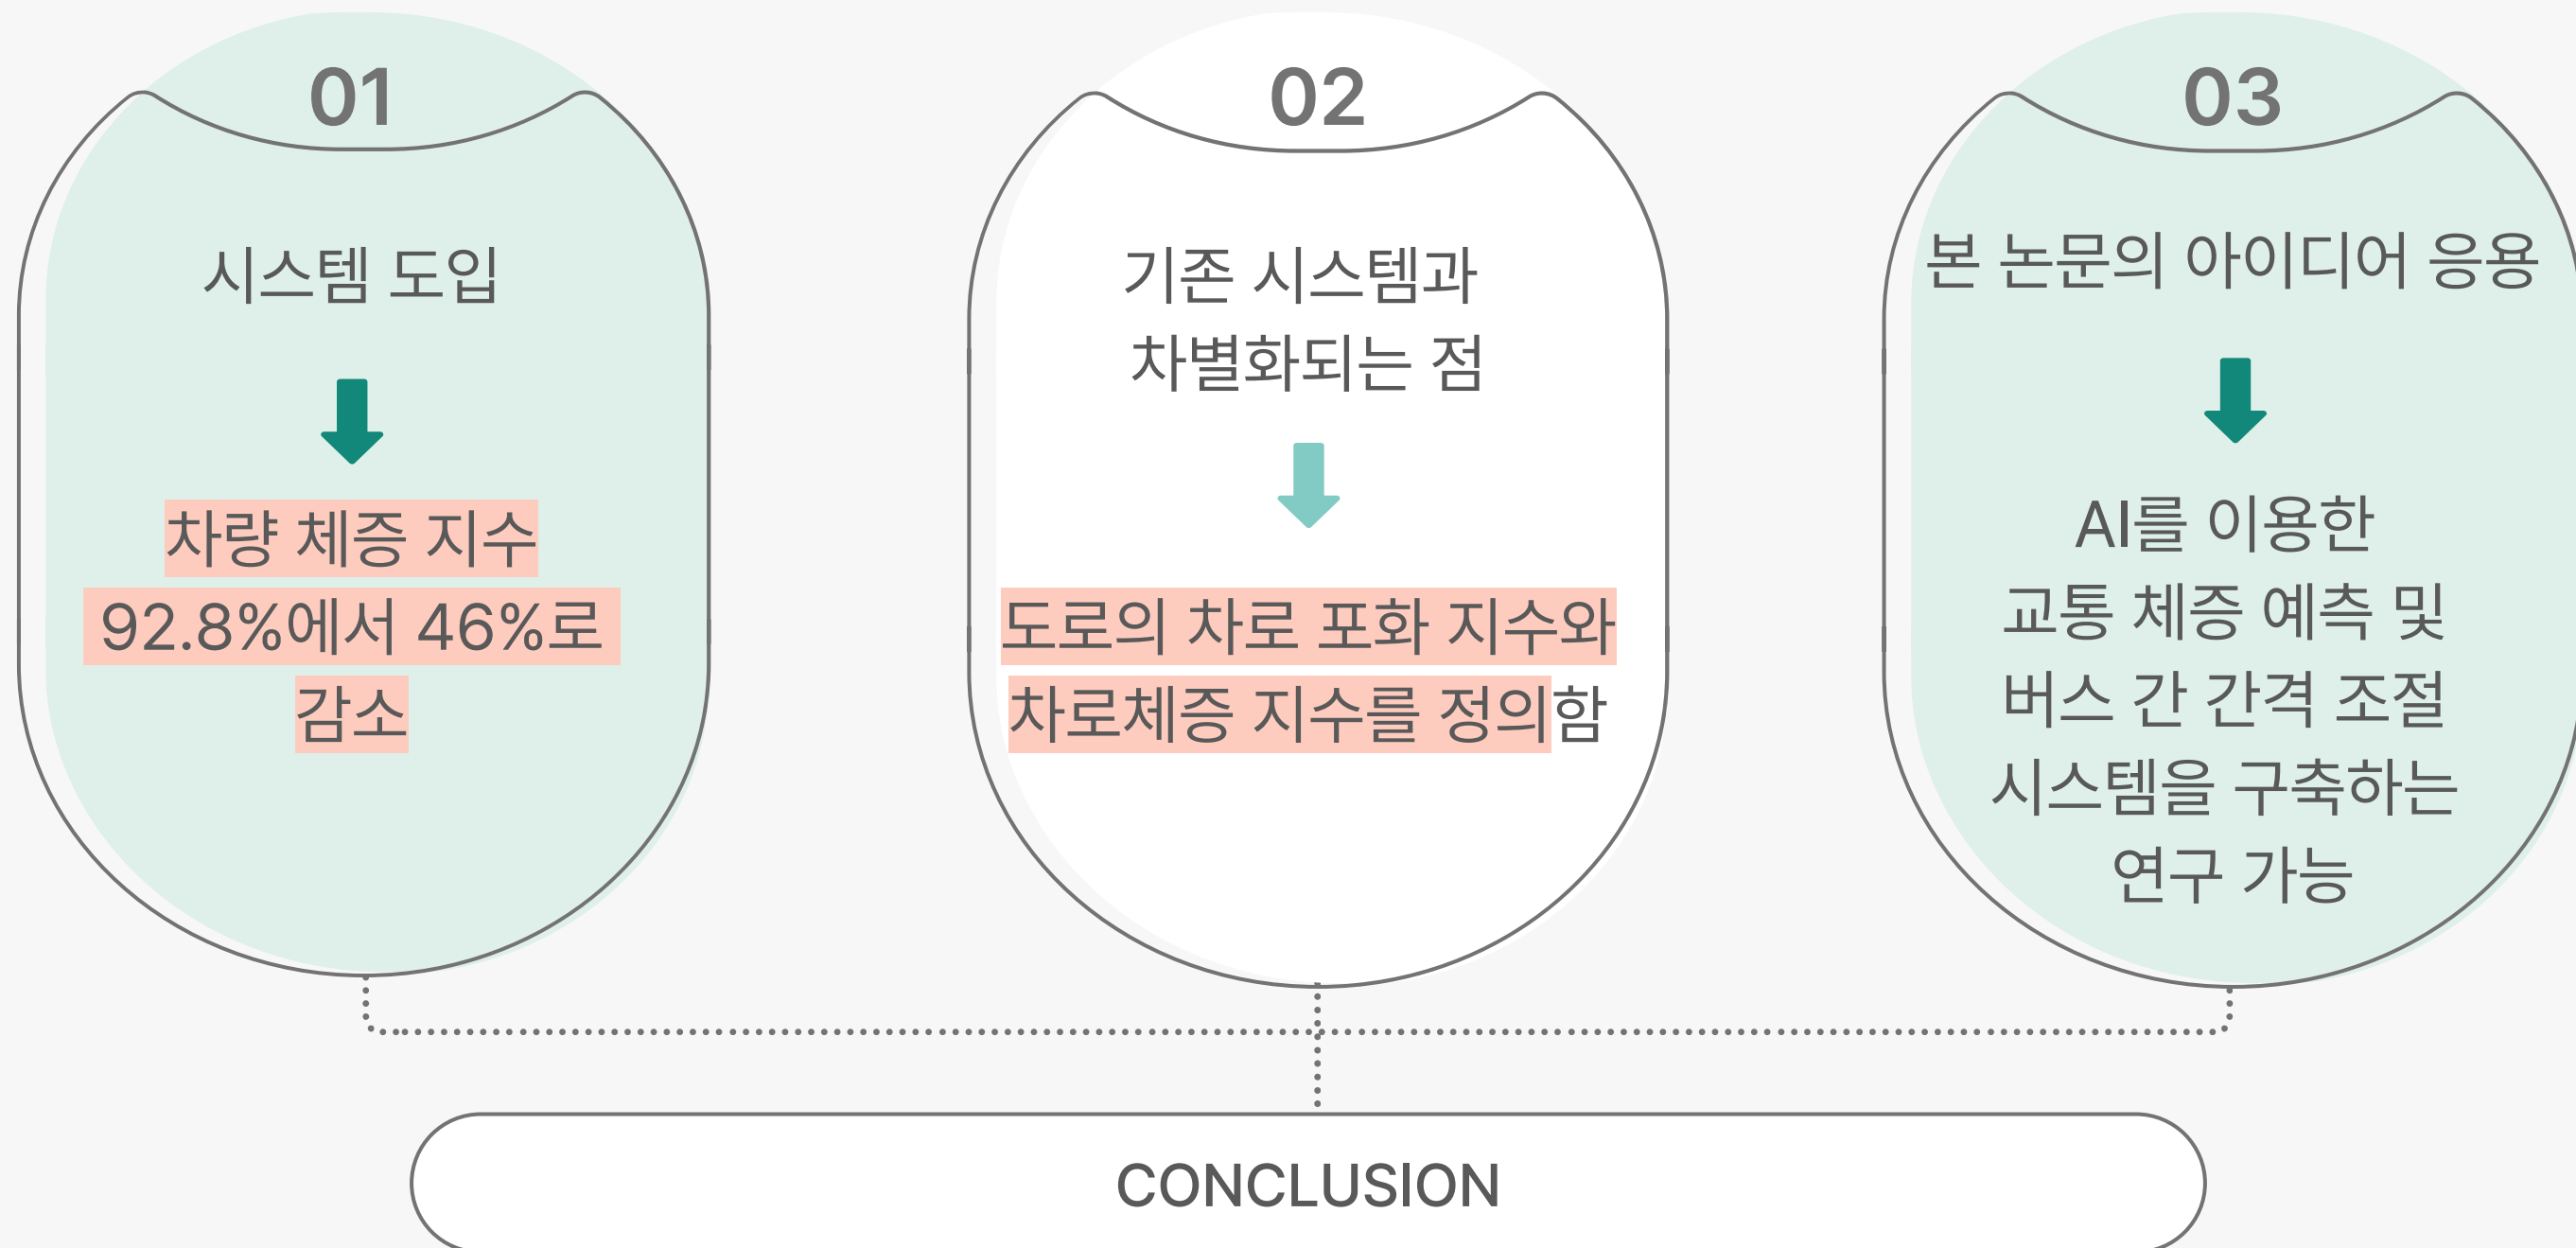 01
시스템 도입
차량 체증 지수
92.8%에서 46%로
감소
02
기존 시스템과
차별화되는 점
도로의 차로 포화 지수와
차로체증 지수를 정의함
03
본 논문의 아이디어 응용
AI를 이용한
교통 체증 예측 및
버스 간 간격 조절
시스템을 구축하는
연구 가능
CONCLUSION